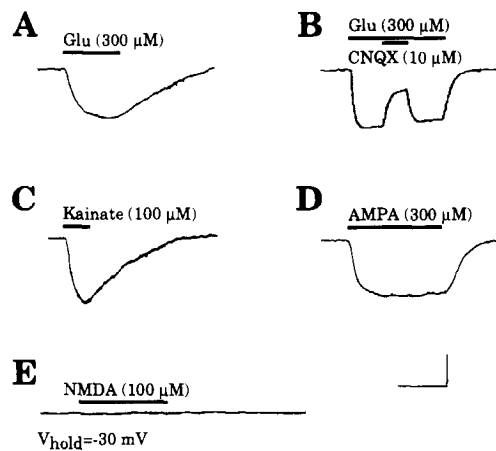 A
Glu (300 µM)
B
Glu (300 µM)
CNQX (10 µM)
C
Kainate (100 µM)
D
AMPA (300 µM)
E
NMDA (100 µM)
Vhold=-30 mV